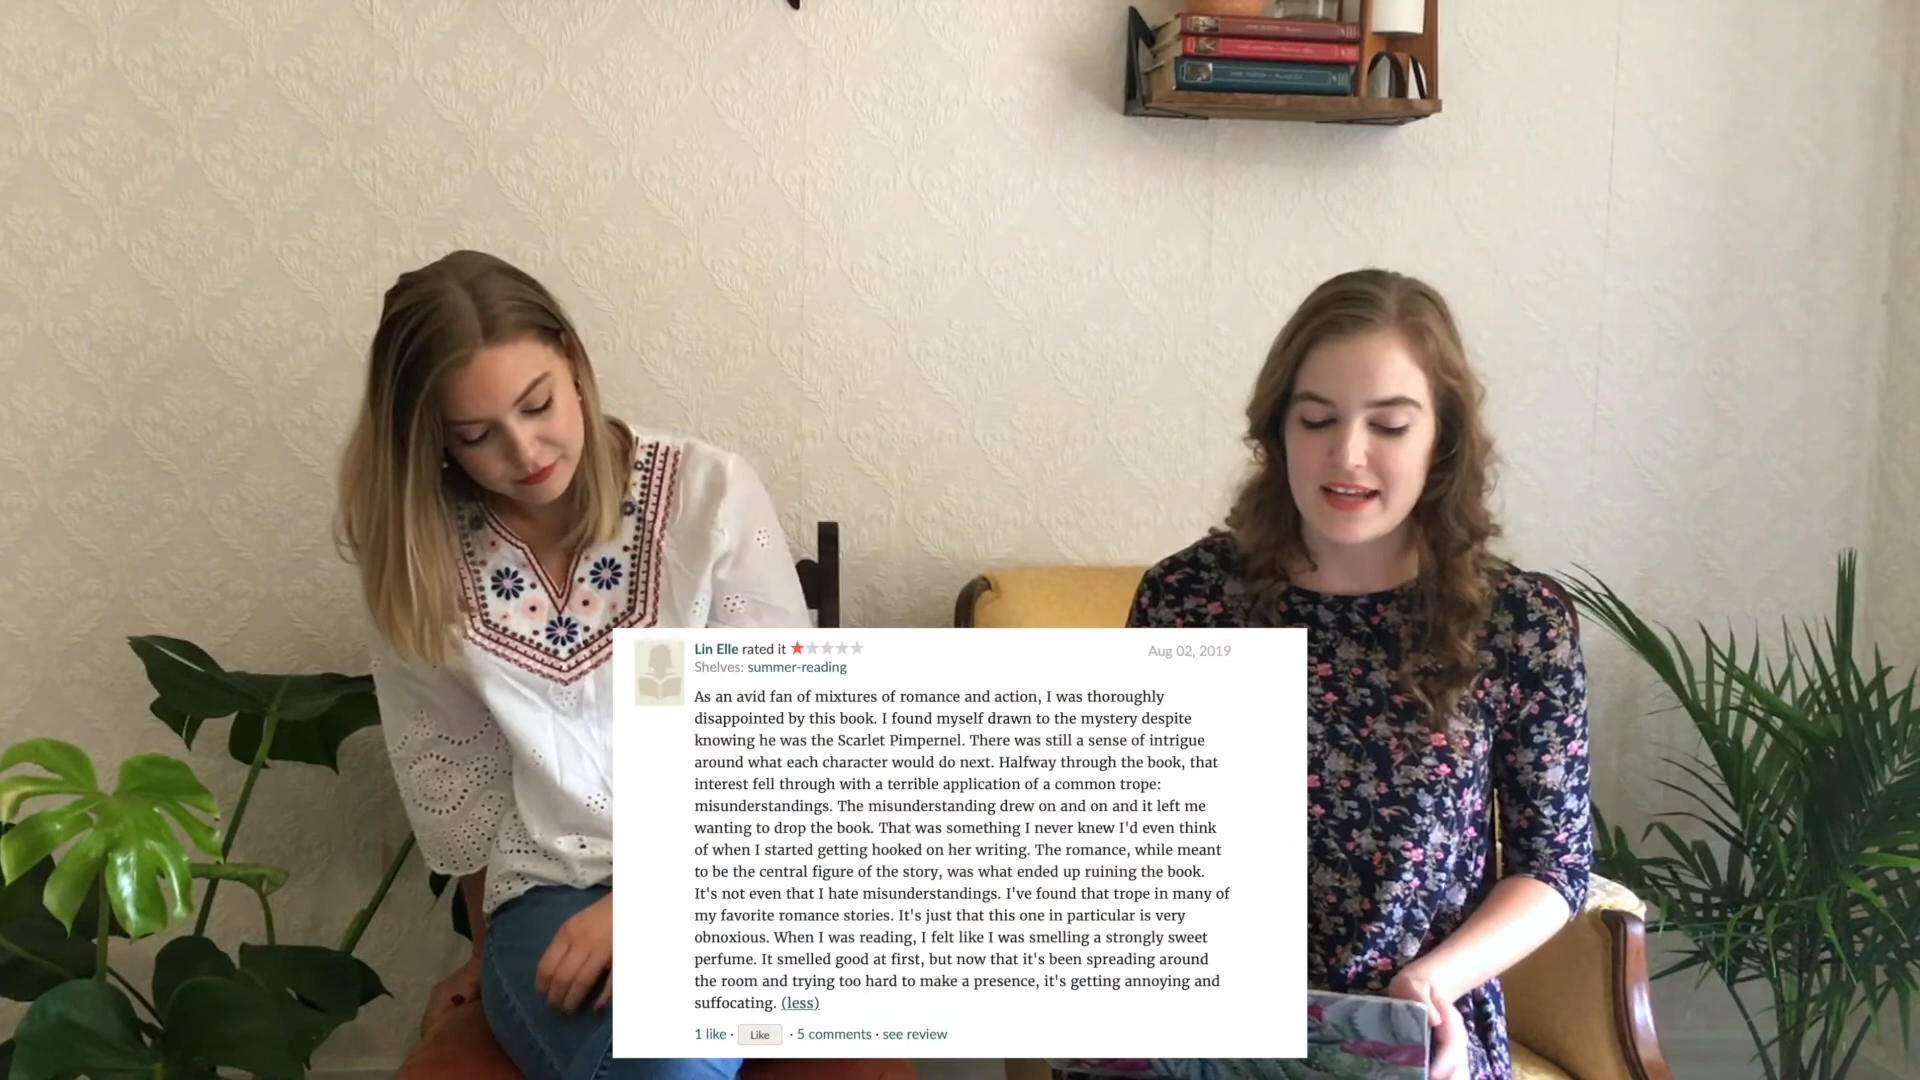 Lin Elle rated it
Aug 02, 2019
Shelves: summer-reading
As an avid fan of mixtures of romance and action, I was thoroughly
disappointed by this book. I found myself drawn to the mystery despite
knowing he was the Scarlet Pimpernel. There was still a sense of intrigue
around what each character would do next. Halfway through the book, that
interest fell through with a terrible application of a common trope:
misunderstandings. The misunderstanding drew on and on and it left me
wanting to drop the book. That was something I never knew I'd even think
of when I started getting hooked on her writing. The romance, while meant
to be the central figure of the story, was what ended up ruining the book.
It's not even that I hate misunderstandings. I've found that trope in many of
my favorite romance stories. It's just that this one in particular is very
obnoxious. When I was reading, I felt like I was smelling a strongly sweet
perfume. It smelled good at first, but now that it's been spreading around
the room and trying too hard to make a presence, it's getting annoying and
suffocating. (less)
1 like · Like · 5 comments · see review